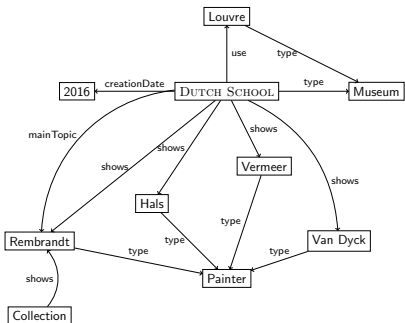 Louvre
use
type
creationDate
type
2016
DUTCH SCHOOL
Museum
shows
mainTopic
shows
shows
Vermeer
shows
Hals
type
type
Rembrandt
Van Dyck
type
type
Painter
shows
Collection